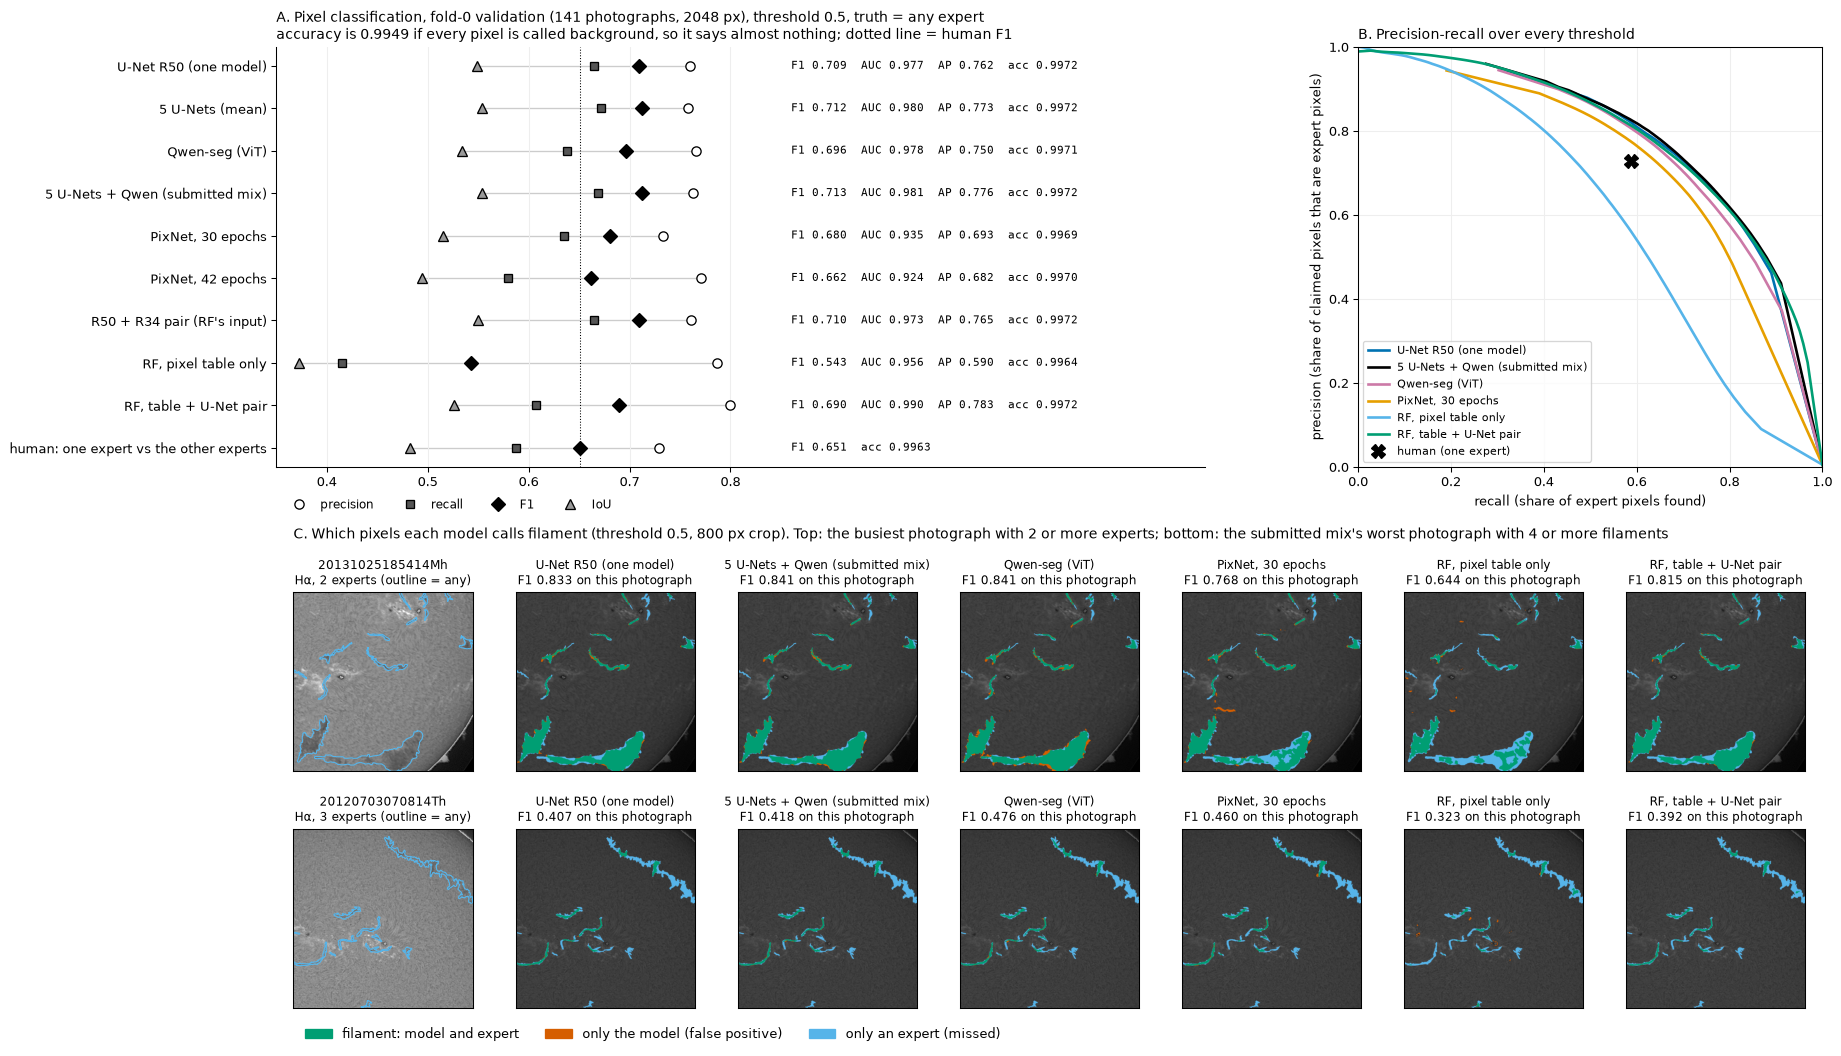 A. Pixel classification, fold-0 validation (141 photographs, 2048 px), threshold 0.5, truth = any expert
accuracy is 0.9949 if every pixel is called background, so it says almost nothing; dotted line = human F1
U-Net R50 (one model)
F1 0.709 AUC 0.977 AP 0.762 acc 0.9972
5 U-Nets (mean)
F1 0.712 AUC 0.980 AP 0.773 acc 0.9972
Qwen-seg (ViT)
F1 0.696 AUC 0.978 AP 0.750 acc 0.9971
5 U-Nets + Qwen (submitted mix)
F1 0.713 AUC 0.981 AP 0.776 acc 0.9972
PixNet, 30 epochs
F1 0.680 AUC 0.935 AP 0.693 acc 0.9969
PixNet, 42 epochs
F1 0.662 AUC 0.924 AP 0.682 acc 0.9970
R50 + R34 pair (RF's input)
F1 0.710 AUC 0.973 AP 0.765 acc 0.9972
RF, pixel table only
F1 0.543 AUC 0.956 AP 0.590 acc 0.9964
RF, table + U-Net pair
F1 0.690 AUC 0.990 AP 0.783 acc 0.9972
human: one expert vs the other experts
F1 0.651 acc 0.9963
0.4 0.5 0.6 0.7 0.8
precision recall F1 IoU
B. Precision-recall over every threshold
precision (share of claimed pixels that are expert pixels)
1.0
0.8
0.6
0.4
0.2
0.0
U-Net R50 (one model)
5 U-Nets + Qwen (submitted mix)
Qwen-seg (ViT)
PixNet, 30 epochs
RF, pixel table only
RF, table + U-Net pair
human (one expert)
0.0 0.2 0.4 0.6 0.8 1.0
recall (share of expert pixels found)
C. Which pixels each model calls filament (threshold 0.5, 800 px crop). Top: the busiest photograph with 2 or more experts; bottom: the submitted mix's worst photograph with 4 or more filaments
20131025185414Mh
Hα, 2 experts (outline = any)
U-Net R50 (one model)
F1 0.833 on this photograph
5 U-Nets + Qwen (submitted mix)
F1 0.841 on this photograph
Qwen-seg (ViT)
F1 0.841 on this photograph
PixNet, 30 epochs
F1 0.768 on this photograph
RF, pixel table only
F1 0.644 on this photograph
RF, table + U-Net pair
F1 0.815 on this photograph
20120703070814Th
Hα, 3 experts (outline = any)
U-Net R50 (one model)
F1 0.407 on this photograph
5 U-Nets + Qwen (submitted mix)
F1 0.418 on this photograph
Qwen-seg (ViT)
F1 0.476 on this photograph
PixNet, 30 epochs
F1 0.460 on this photograph
RF, pixel table only
F1 0.323 on this photograph
RF, table + U-Net pair
F1 0.392 on this photograph
filament: model and expert
only the model (false positive)
only an expert (missed)